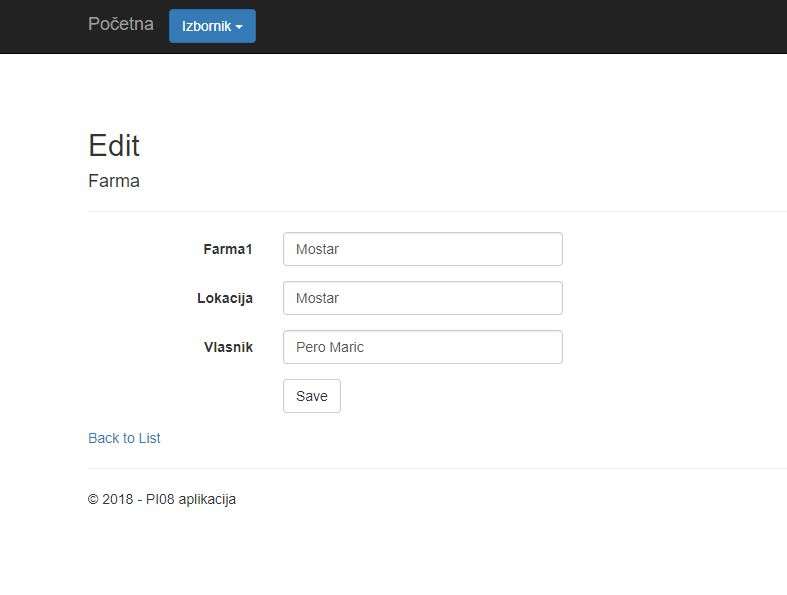 Početna Izbornik
Edit
Farma
Farma1 Mostar
Lokacija Mostar
Vlasnik Pero Maric
Save
Back to List
© 2018 - PI08 aplikacija